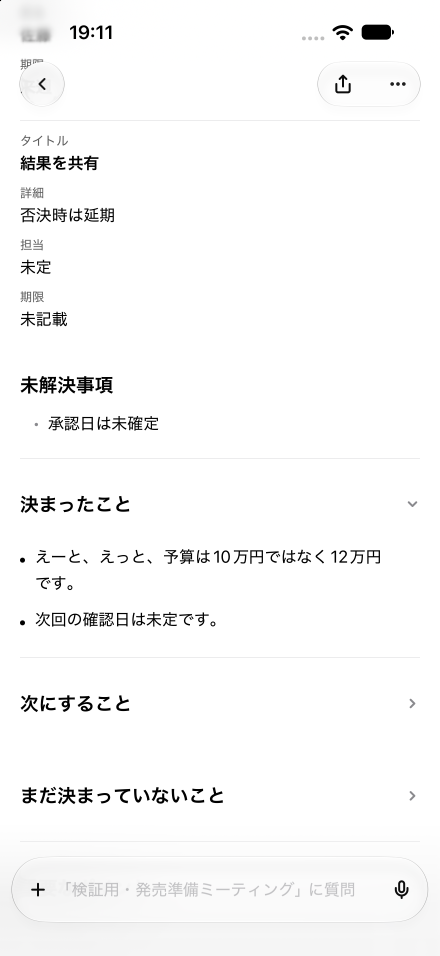 19:11
期限
タイトル
結果を共有
詳細
否決時は延期
担当
未定
期限
未記載
未解決事項
承認日は未確定
決まったこと
えーと、えっと、予算は10万円ではなく12万円
です。
次回の確認日は未定です。
次にすること
まだ決まっていないこと
「検証用・発売準備ミーティング」に質問